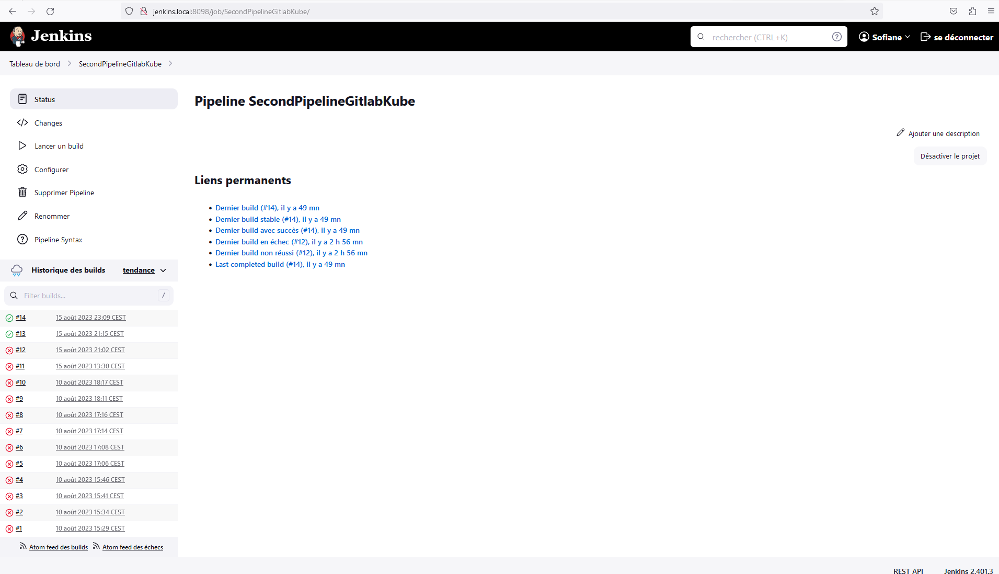 jenkins.local:8098/job/SecondPipelineGitlabKube/
Jenkins
rechercher (CTRL+K)
Sofiane
se déconnecter
Tableau de bord
SecondPipelineGitlabKube
Status
Changes
Lancer un build
Configurer
Supprimer Pipeline
Renommer
Pipeline Syntax
Pipeline SecondPipelineGitlabKube
Ajouter une description
Désactiver le projet
Liens permanents
Dernier build (#14), il y a 49 mn
Dernier build stable (#14), il y a 49 mn
Dernier build avec succès (#14), il y a 49 mn
Dernier build en échec (#12), il y a 2 h 56 mn
Dernier build non réussi (#12), il y a 2 h 56 mn
Last completed build (#14), il y a 49 mn
Historique des builds tendance
Filter builds... /
#14 15 août 2023 23:09 CEST
#13 15 août 2023 21:15 CEST
#12 15 août 2023 21:02 CEST
#11 15 août 2023 13:30 CEST
#10 10 août 2023 18:17 CEST
#9 10 août 2023 18:11 CEST
#8 10 août 2023 17:16 CEST
#7 10 août 2023 17:14 CEST
#6 10 août 2023 17:08 CEST
#5 10 août 2023 17:06 CEST
#4 10 août 2023 15:46 CEST
#3 10 août 2023 15:41 CEST
#2 10 août 2023 15:34 CEST
#1 10 août 2023 15:29 CEST
Atom feed des builds Atom feed des échecs
REST API Jenkins 2.401.3